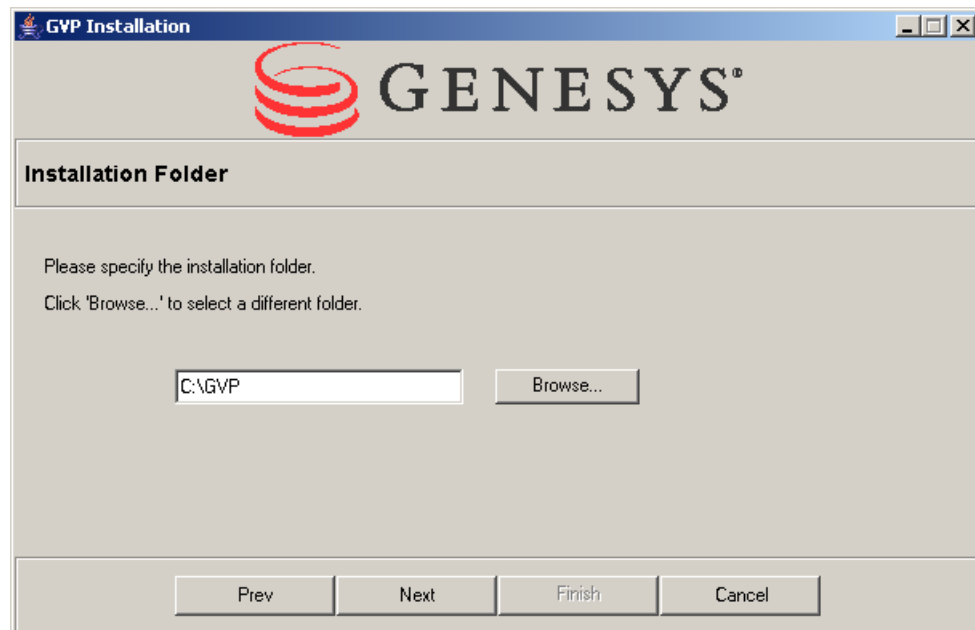 GVP Installation
GENESYS®
Installation Folder
Please specify the installation folder.
Click 'Browse...' to select a different folder.
C:\GVP Browse...
Prev Next Finish Cancel